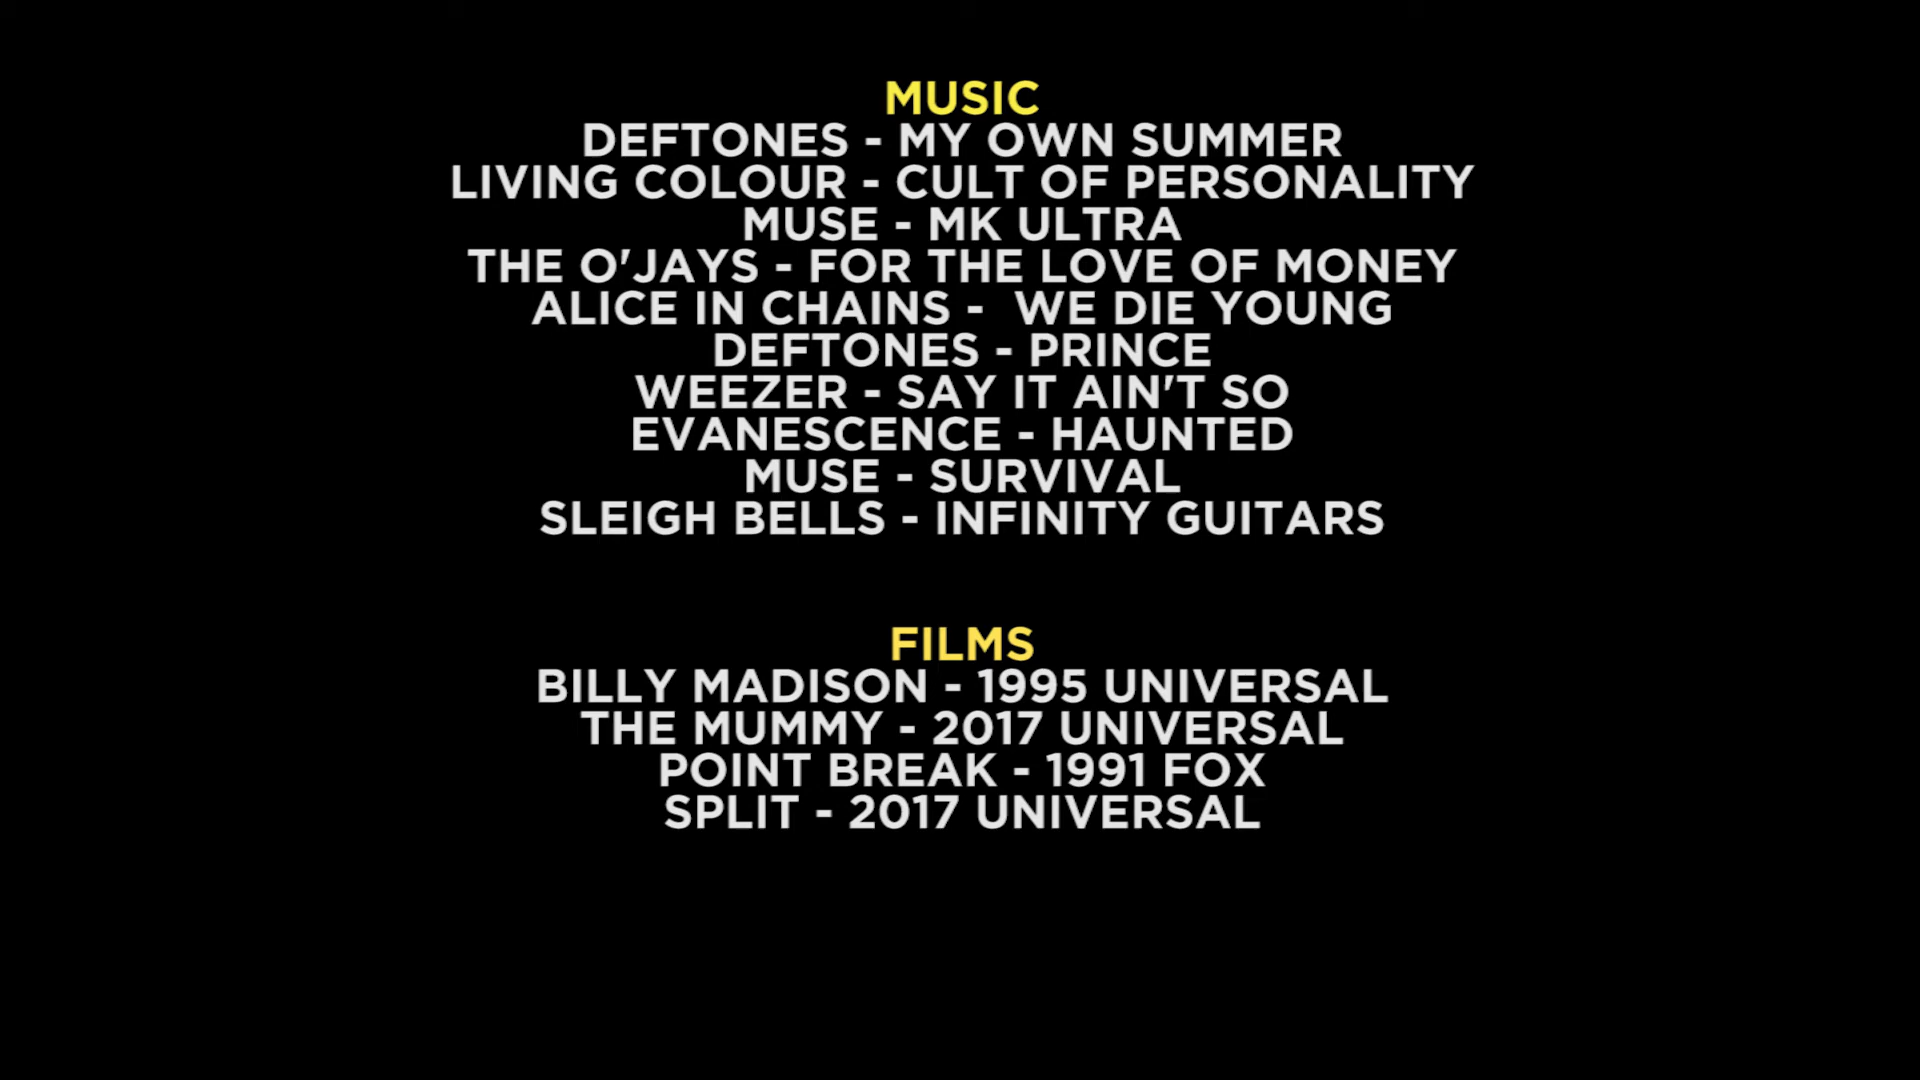 MUSIC
DEFTONES - MY OWN SUMMER
LIVING COLOUR - CULT OF PERSONALITY
MUSE - MK ULTRA
THE O'JAYS - FOR THE LOVE OF MONEY
ALICE IN CHAINS -  WE DIE YOUNG
DEFTONES - PRINCE
WEEZER - SAY IT AIN'T SO
EVANESCENCE - HAUNTED
MUSE - SURVIVAL
SLEIGH BELLS - INFINITY GUITARS
FILMS
BILLY MADISON - 1995 UNIVERSAL
THE MUMMY - 2017 UNIVERSAL
POINT BREAK - 1991 FOX
SPLIT - 2017 UNIVERSAL